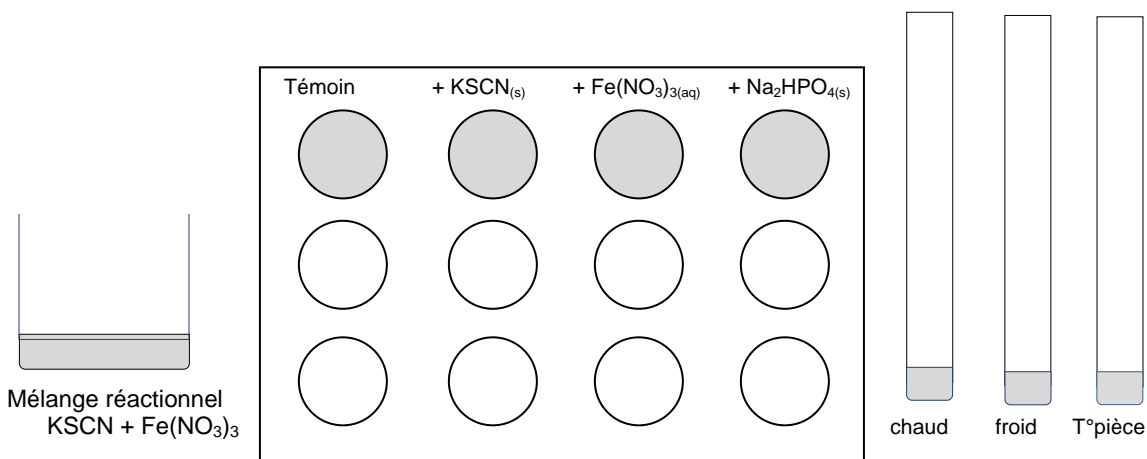 Témoin
+ KSCN(s)
+ Fe(NO3)3(aq)
+ Na2HPO4(s)
Mélange réactionnel
KSCN + Fe(NO3)3
chaud
froid
T°pièce